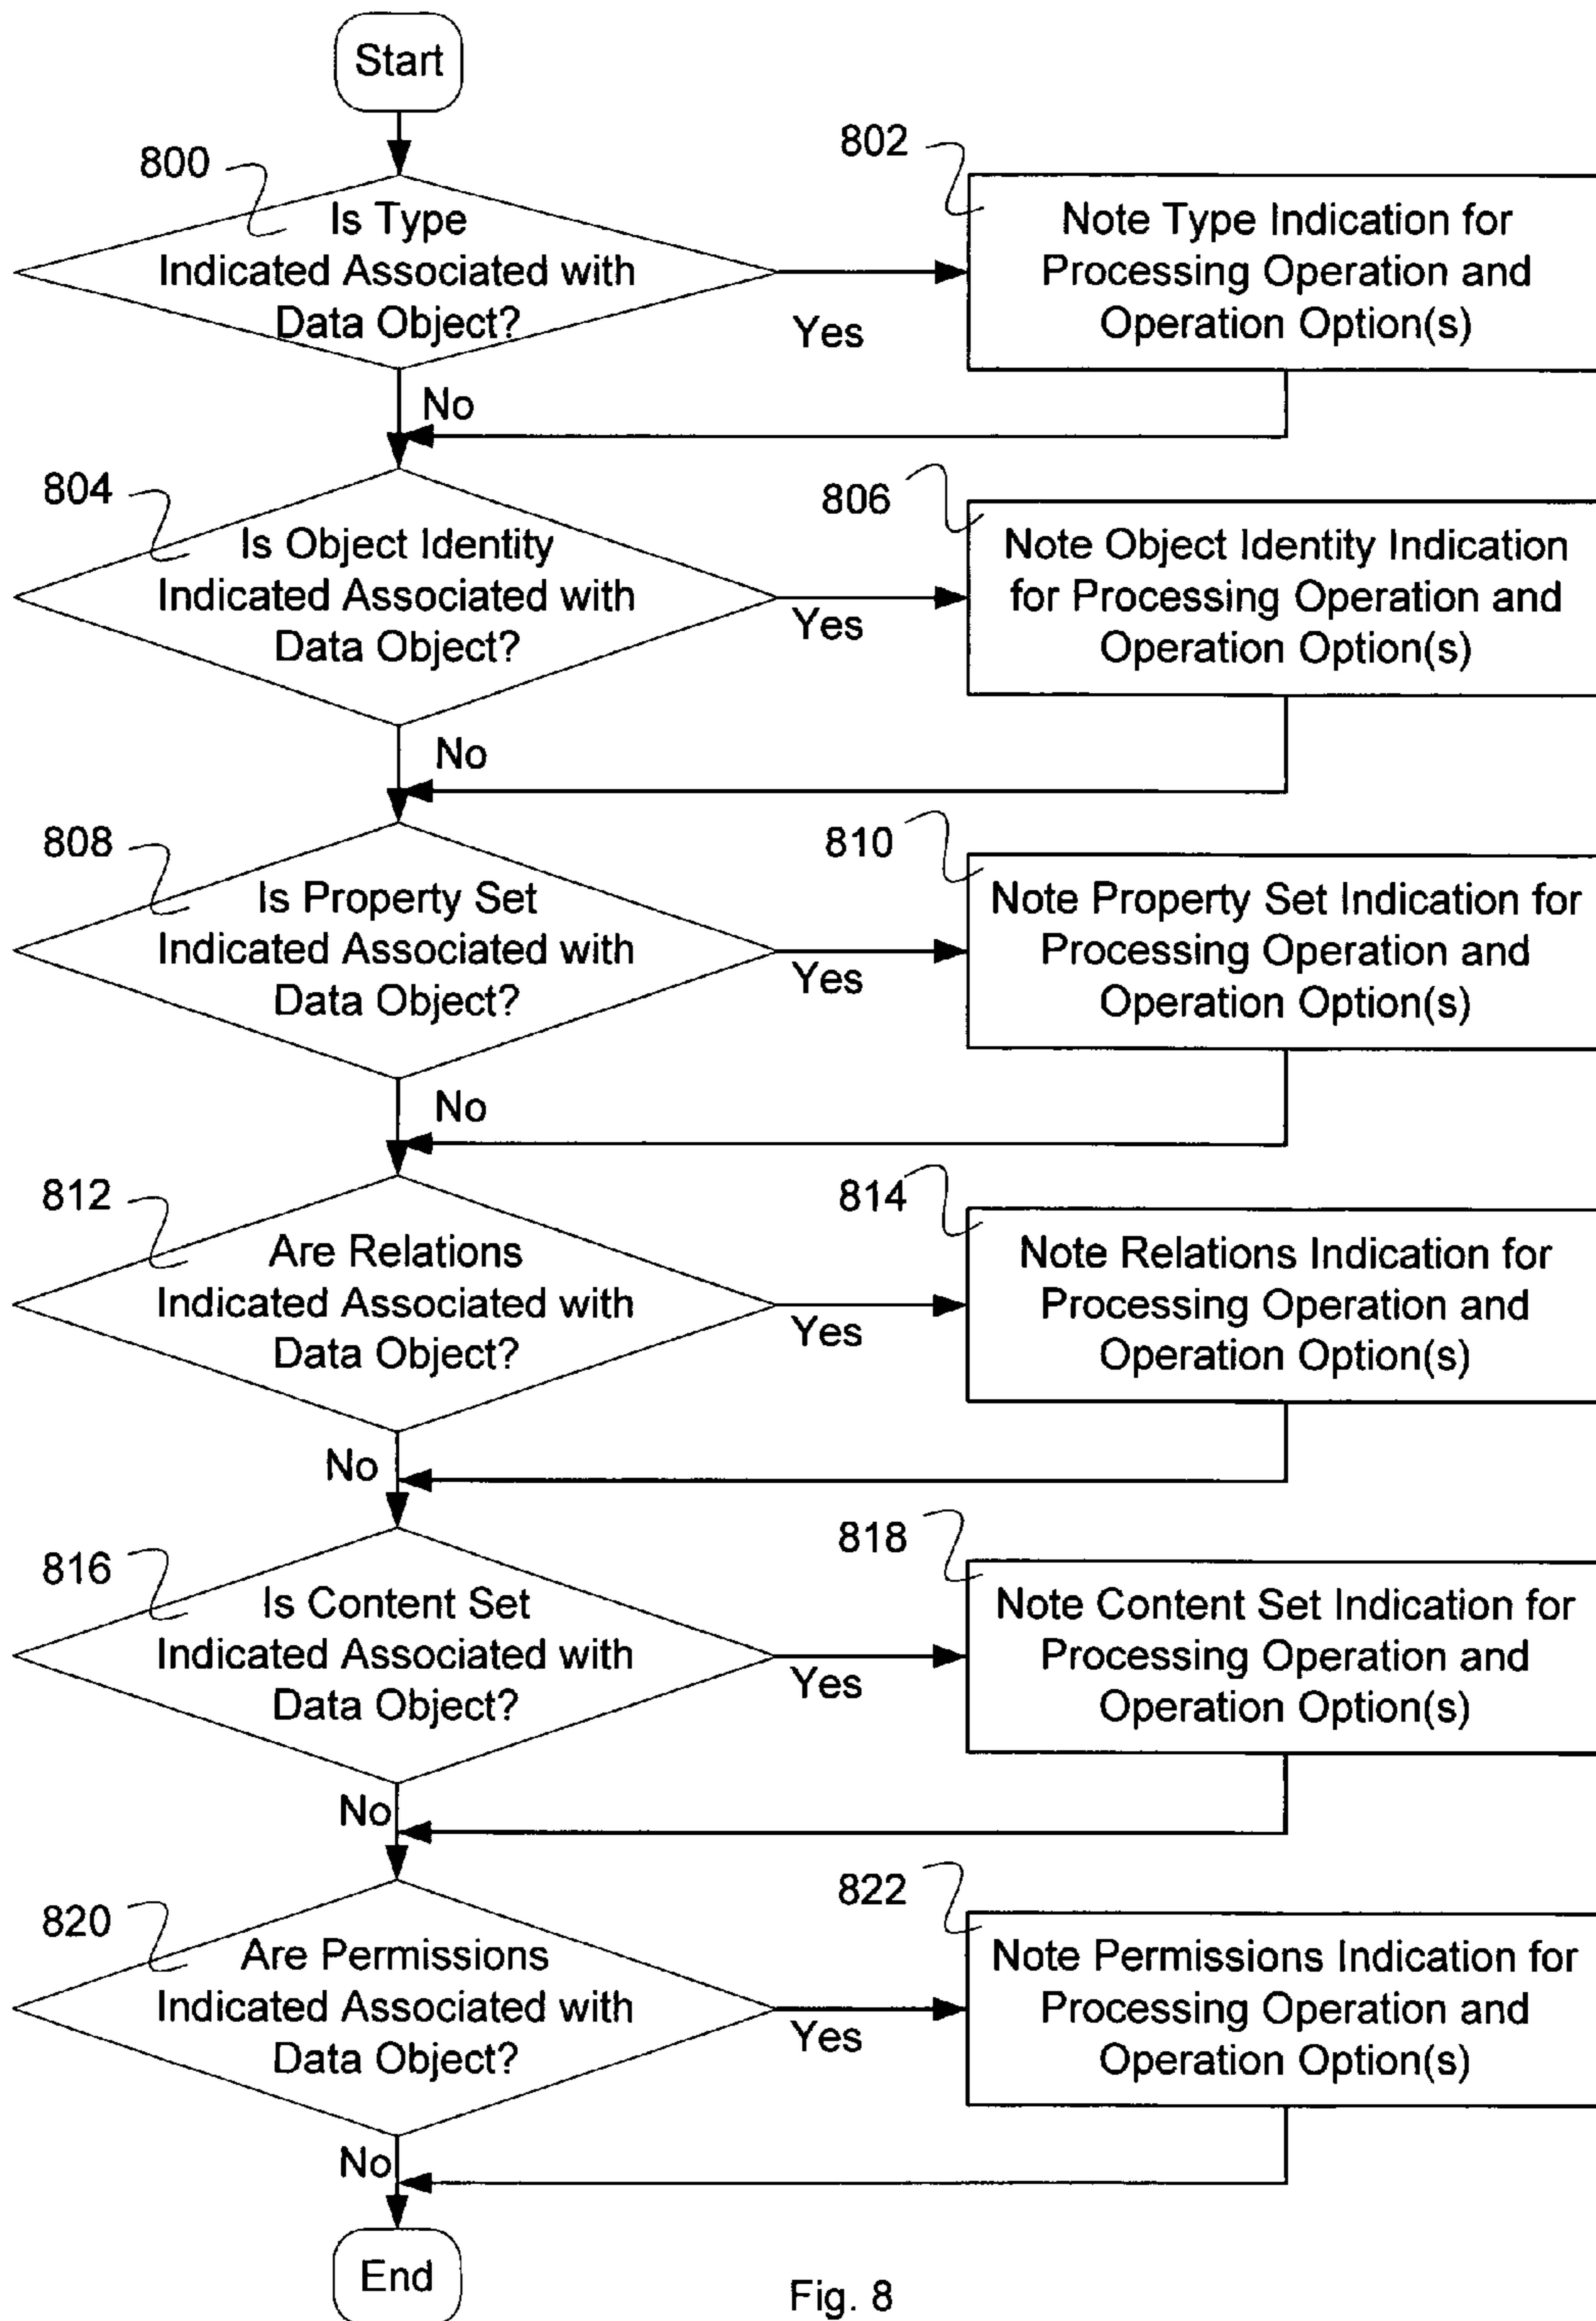 Start
800
Is Type
Indicated Associated with
Data Object?
Yes
No
802
Note Type Indication for
Processing Operation and
Operation Option(s)
804
Is Object Identity
Indicated Associated with
Data Object?
Yes
No
806
Note Object Identity Indication
for Processing Operation and
Operation Option(s)
808
Is Property Set
Indicated Associated with
Data Object?
Yes
No
810
Note Property Set Indication for
Processing Operation and
Operation Option(s)
812
Are Relations
Indicated Associated with
Data Object?
Yes
No
814
Note Relations Indication for
Processing Operation and
Operation Option(s)
816
Is Content Set
Indicated Associated with
Data Object?
Yes
No
818
Note Content Set Indication for
Processing Operation and
Operation Option(s)
820
Are Permissions
Indicated Associated with
Data Object?
Yes
No
822
Note Permissions Indication for
Processing Operation and
Operation Option(s)
End
Fig. 8